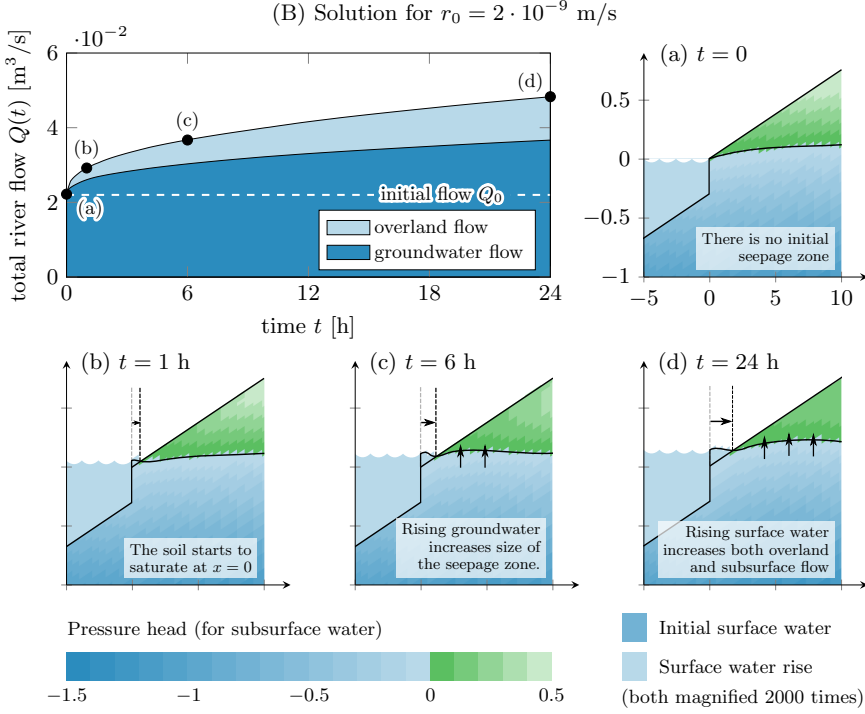 (B) Solution for r₀ = 2 · 10⁻⁹ m/s
·10⁻²
total river flow Q(t) [m³/s]
6
4
2
0
(a)
(b)
(c)
(d)
initial flow Q₀
overland flow
groundwater flow
0
6
12
18
24
time t [h]
(a) t = 0
0.5
0
−0.5
−1
There is no initial
seepage zone
−5
0
5
10
(b) t = 1 h
The soil starts to
saturate at x = 0
(c) t = 6 h
Rising groundwater
increases size of
the seepage zone.
(d) t = 24 h
Rising surface water
increases both overland
and subsurface flow
Pressure head (for subsurface water)
−1.5
−1
−0.5
0
0.5
Initial surface water
Surface water rise
(both magnified 2000 times)